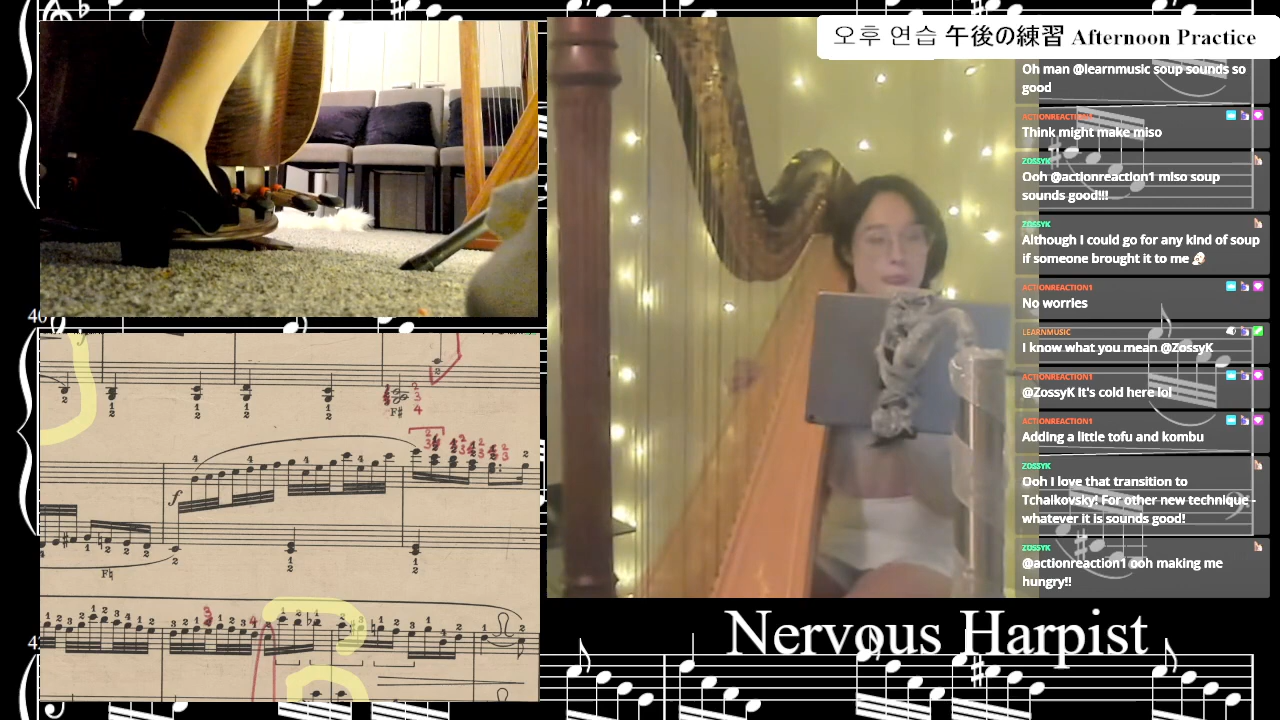 오후 연습 午後の練習 Afternoon Practice
Oh man @learnmusic soup sounds so
good
ACTIONREACTION1
Think might make miso
ZOSSYK
Ooh @actionreaction1 miso soup
sounds good!!!
ZOSSYK
Although I could go for any kind of soup
if someone brought it to me
ACTIONREACTION1
No worries
LEARNMUSIC
I know what you mean @ZossyK
ACTIONREACTION1
@ZossyK It's cold here lol
ACTIONREACTION1
Adding a little tofu and kombu
ZOSSYK
Ooh I love that transition to
Tchaikovsky! For other new technique -
whatever it is sounds good!
ZOSSYK
@actionreaction1 ooh making me
hungry!!
Nervous Harpist
F#
f
F♮